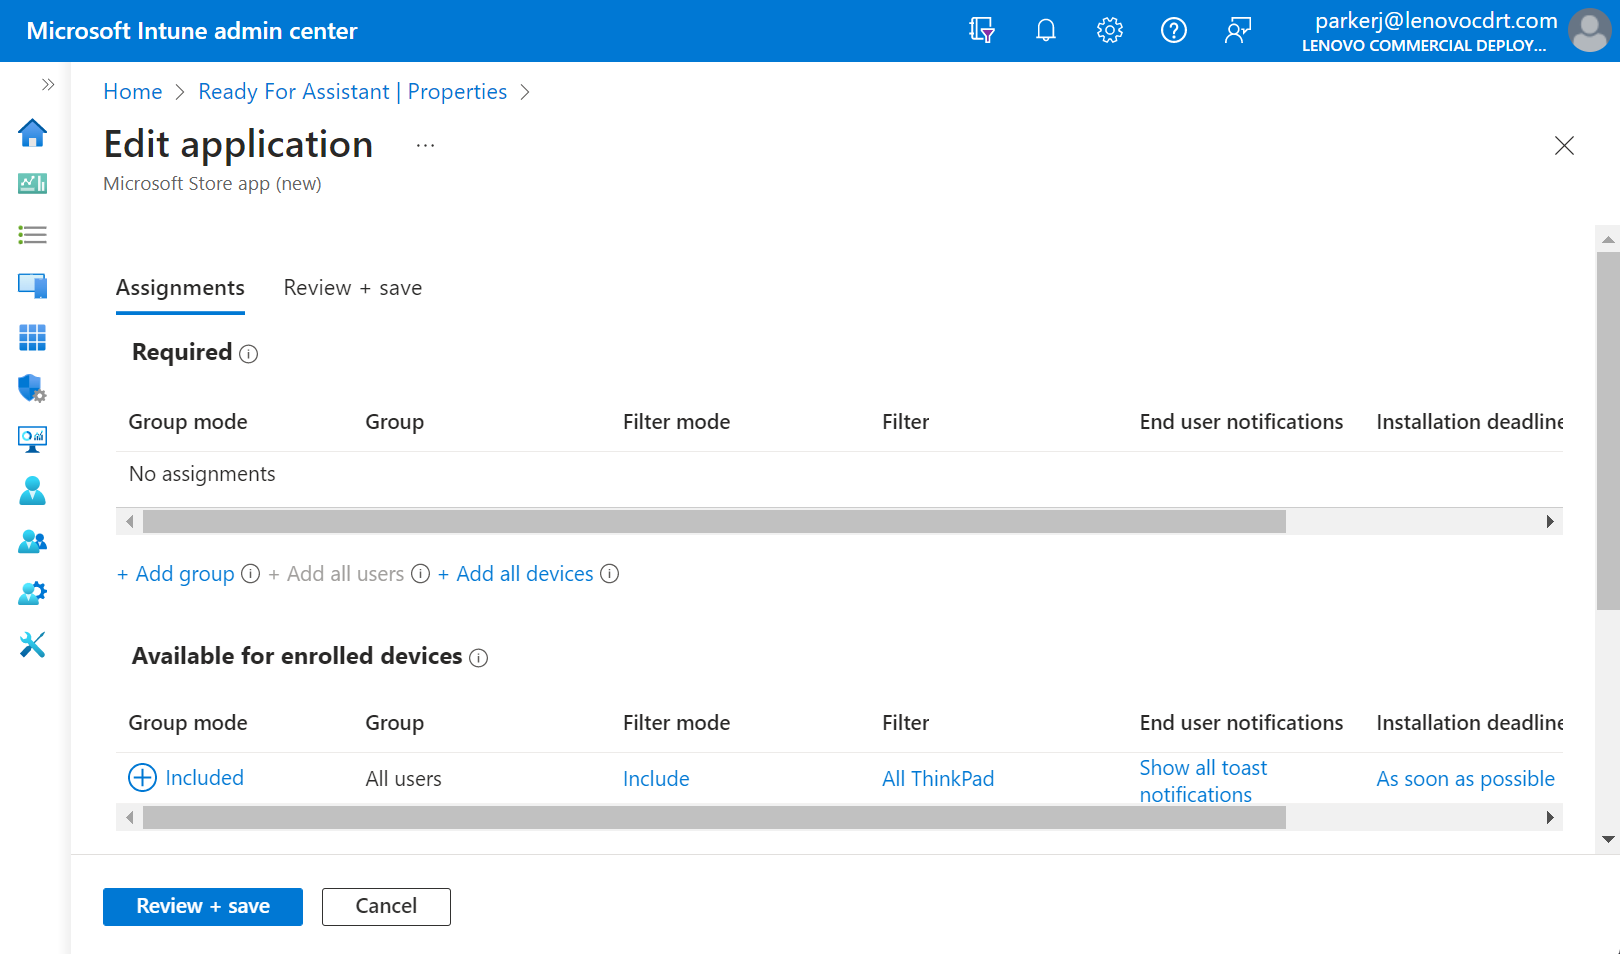 Microsoft Intune admin center
parkerj@lenovocdrt.com
LENOVO COMMERCIAL DEPLOY...
Home > Ready For Assistant | Properties >
Edit application ...
Microsoft Store app (new)
Assignments Review + save
Required
Group mode Group Filter mode Filter End user notifications Installation deadline
No assignments
+ Add group + Add all users + Add all devices
Available for enrolled devices
Group mode Group Filter mode Filter End user notifications Installation deadline
Included All users Include All ThinkPad Show all toast notifications As soon as possible
Review + save Cancel